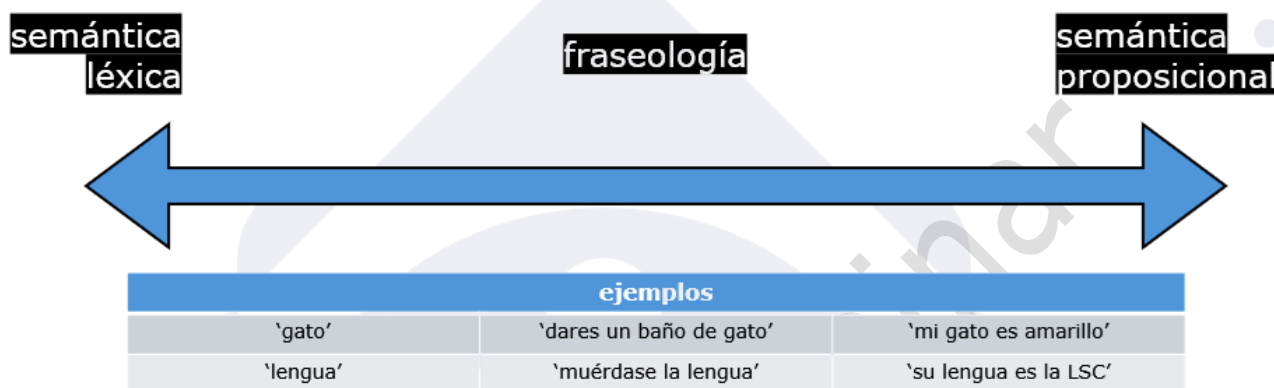 semántica
léxica
fraseología
semántica
proposicional
ejemplos
‘gato’ ‘dares un baño de gato’ ‘mi gato es amarillo’
‘lengua’ ‘muérdase la lengua’ ‘su lengua es la LSC’